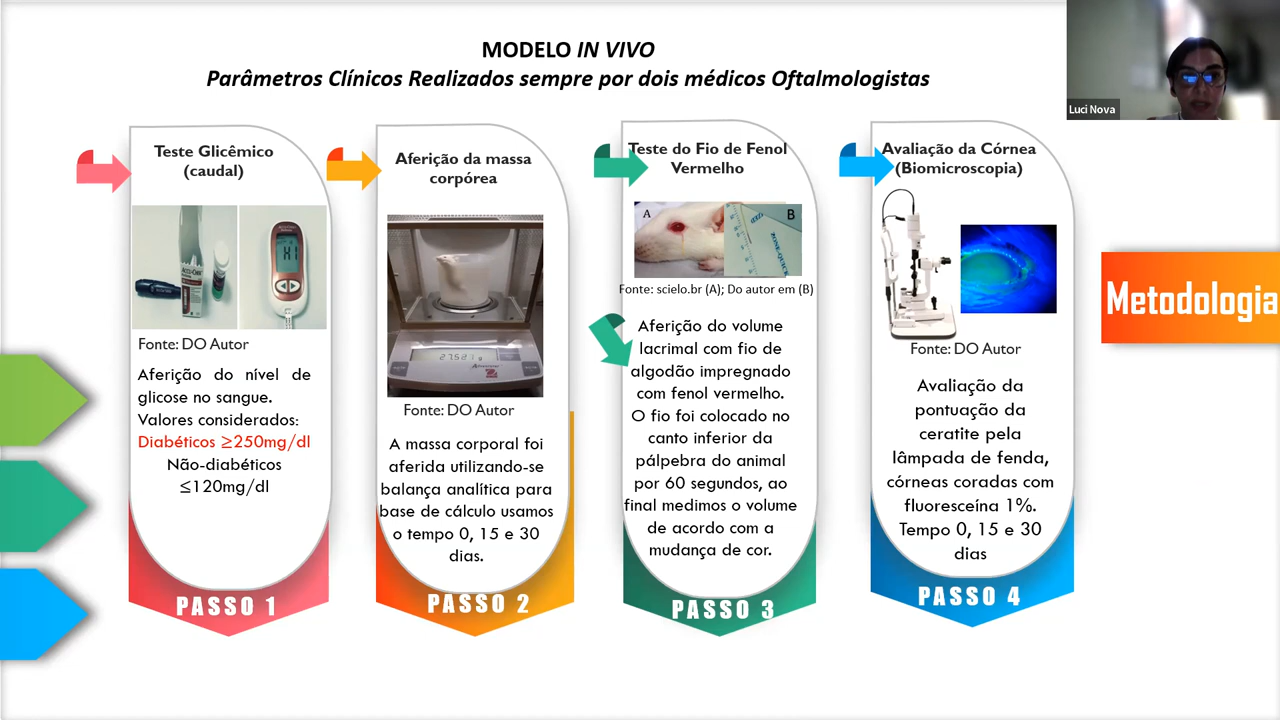 MODELO IN VIVO
Parâmetros Clínicos Realizados sempre por dois médicos Oftalmologistas
Luci Nova
Metodologia
Teste Glicêmico
(caudal)
HI
Fonte: DO Autor
Aferição do nível de
glicose no sangue.
Valores considerados:
Diabéticos ≥250mg/dl
Não-diabéticos
≤120mg/dl
PASSO 1
Aferição da massa
corpórea
Fonte: DO Autor
A massa corporal foi
aferida utilizando-se
balança analítica para
base de cálculo usamos
o tempo 0, 15 e 30
dias.
PASSO 2
Teste do Fio de Fenol
Vermelho
A
B
ZONE-QUICK
Fonte: scielo.br (A); Do autor em (B)
Aferição do volume
lacrimal com fio de
algodão impregnado
com fenol vermelho.
O fio foi colocado no
canto inferior da
pálpebra do animal
por 60 segundos, ao
final medimos o volume
de acordo com a
mudança de cor.
PASSO 3
Avaliação da Córnea
(Biomicroscopia)
Fonte: DO Autor
Avaliação da
pontuação da
ceratite pela
lâmpada de fenda,
córneas coradas com
fluoresceína 1%.
Tempo 0, 15 e 30
dias
PASSO 4